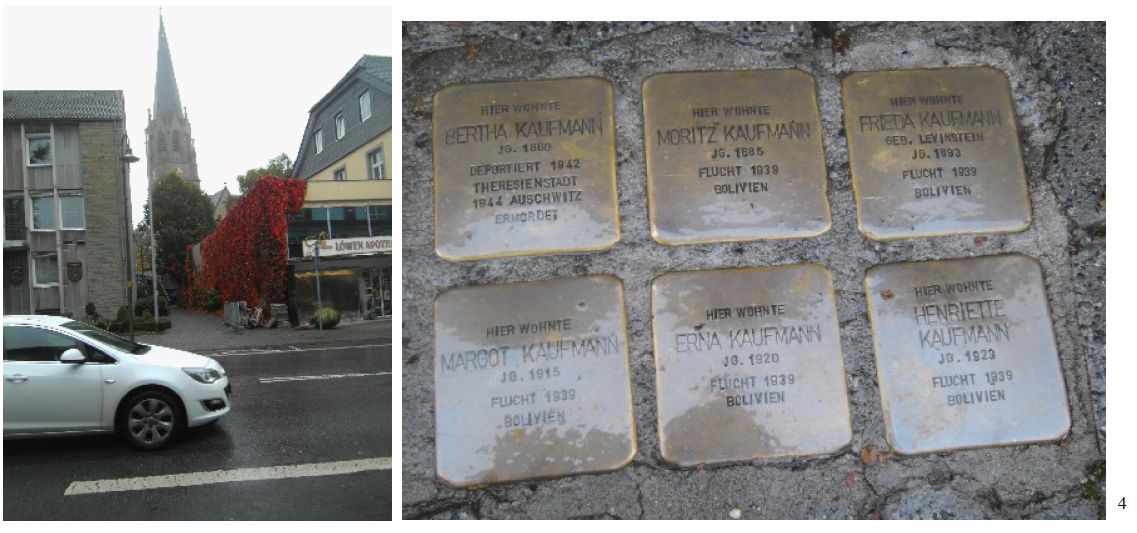 LÖWEN APOTH
HIER WOHNTE
BERTHA KAUFMANN
JG. 1880
DEPORTIERT 1942
THERESIENSTADT
1944 AUSCHWITZ
ERMORDET
HIER WOHNTE
MORITZ KAUFMANN
JG. 1885
FLUCHT 1939
BOLIVIEN
HIER WOHNTE
FRIEDA KAUFMANN
GEB. LEVINSTEIN
JG. 1893
FLUCHT 1939
BOLIVIEN
HIER WOHNTE
MARGOT KAUFMANN
JG. 1915
FLUCHT 1939
BOLIVIEN
HIER WOHNTE
ERNA KAUFMANN
JG. 1920
FLUCHT 1939
BOLIVIEN
HIER WOHNTE
HENRIETTE
KAUFMANN
JG. 1923
FLUCHT 1939
BOLIVIEN
4